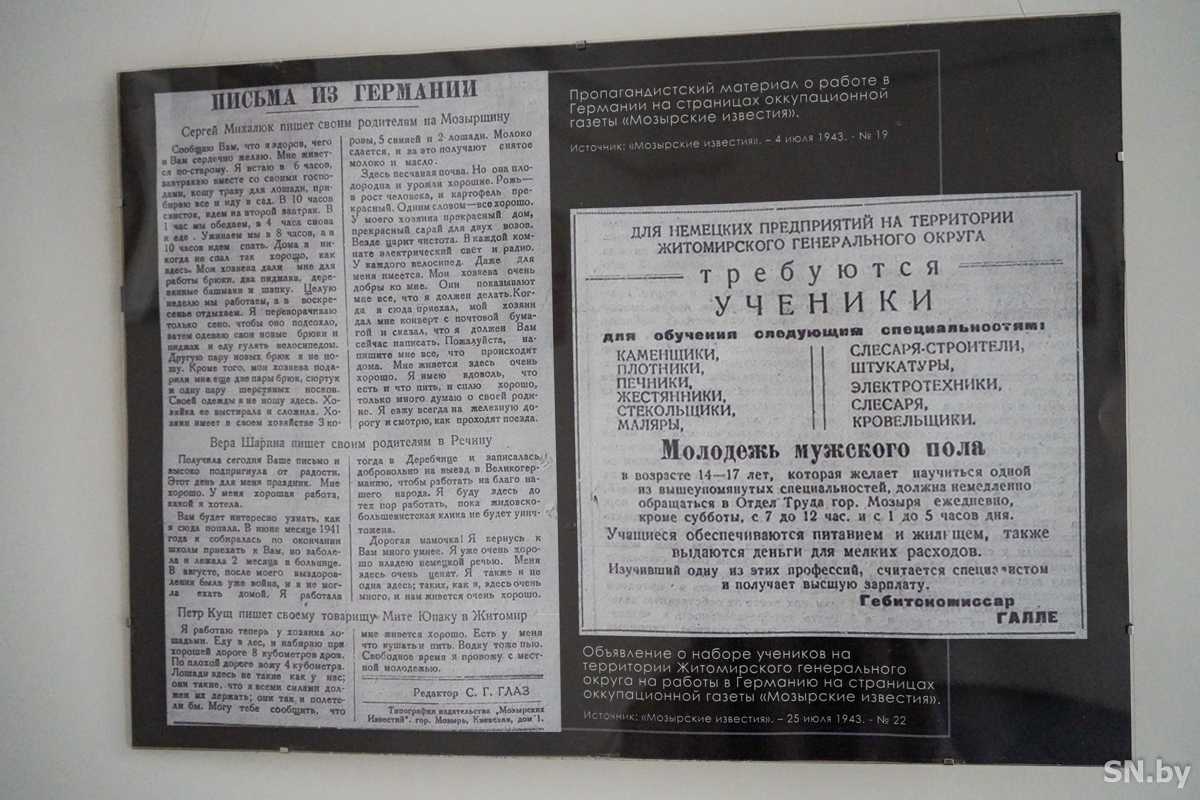 ПИСЬМА ИЗ ГЕРМАНИИ
Сергей Михалюк пишет своим родителям на Мозырщину
Сообщаю Вам, что я здоров, чего
и Вам сердечно желаю. Мне живет-
ся по-старому. Я встаю в 6 часов,
завтракаю вместе со своими госпо-
дами, кошу траву для лошади, при-
бираю все и иду в сад. В 10 часов
свисток, идем на второй завтрак. В
1 час мы обедаем, в 4 часа снова
к еде. Ужинаем мы в 8 часов, а в
10 часов идем спать. Дома я ни-
когда не спал так хорошо, как
здесь. Мои хозяева дали мне для
работы брюки, два пиджака, дере-
вянные башмаки и шапку. Целую
неделю мы работаем, а в воскре-
сенье отдыхаем. Я переворачиваю
только сено, чтобы оно подсохло,
затем одеваю свои новые брюки и
пиджак и еду гулять велосипедом.
Другую пару новых брюк я не но-
шу. Кроме того, мои хозяева пода-
рили мне еще две пары брюк, сюртук
и одну пару шерстяных носков.
Своей одежды я не ношу здесь. Хо-
зяйка ее выстирала и сложила. Хо-
зяин имеет в своем хозяйстве 3 ко-
ровы, 5 свиней и 2 лошади. Молоко
сдается, и за это получают снятое
молоко и масло.
Здесь песчаная почва. Но она пло-
дородна и урожаи хорошие. Рожь—
в рост человека, и картофель пре-
красный. Одним словом—все хорошо.
У моего хозяина прекрасный дом,
прекрасный сарай для двух возов.
Везде царит чистота. В каждой ком-
нате электрический свет и радио.
У каждого велосипед. Даже для
меня имеется. Мои хозяева очень
добры ко мне. Они показывают
мне все, что я должен делать. Ког-
да я сюда приехал, мой хозяин
дал мне конверт с почтовой бума-
гой и сказал, что я должен Вам
сейчас написать. Пожалуйста, на-
пишите мне все, что происходит
дома. Мне живется здесь очень
хорошо. Я имею вдоволь, что
есть и что пить, и сплю хорошо,
только много думаю о своей роди-
не. Я езжу всегда на железную до-
рогу и смотрю, как проходят поезда.
Вера Шарина пишет своим родителям в Речицу
Получила сегодня Ваше письмо и
высоко подпрыгнула от радости.
Этот день для меня праздник. Мне
хорошо. У меня хорошая работа,
какой я хотела.
Вам будет интересно узнать, как
я сюда попала. В июне месяце 1941
года я собиралась по окончании
школы приехать к Вам, но заболе-
ла и лежала 2 месяца в больнице.
В августе, после моего выздоров-
ления была уже война, и я не мог-
ла ехать домой. Я работала
тогда в Деребчице и записалась
добровольно на выезд в Великогер-
манию, чтобы работать на благо на-
шего народа. Я буду здесь до
тех пор работать, пока жидовско-
большевистская клика не будет унич-
тожена.
Дорогая мамочка! Я вернусь к
Вам много умнее. Я уже очень хоро-
шо владею немецкой речью. Меня
здесь очень ценят. Я также и не
одна здесь; таких, как я, здесь очень
много, и нам живется очень хорошо.
Петр Кущ пишет своему товарищу Мите Юпаку в Житомир
Я работаю теперь у хозяина ло-
шадьми. Еду в лес, и набираю при
хорошей дороге 8 кубометров дров.
По плохой дороге вожу 4 кубометра.
Лошади здесь не такие как у нас;
они такие, что я всеми силами дол-
жен их держать; они так и полете-
ли бы. Могу тебе сообщить, что
мне живется хорошо. Есть у меня
что кушать и пить. Водку тоже пью.
Свободное время я провожу с мест-
ной молодежью.
Редактор С. Г. ГЛАЗ
Типография издательства „Мозырских
Известий“. гор. Мозырь, Киевская, дом 1.
Пропагандистский материал о работе в
Германии на страницах оккупационной
газеты «Мозырские известия».
Источник: «Мозырские известия». – 4 июля 1943. - № 19
ДЛЯ НЕМЕЦКИХ ПРЕДПРИЯТИЙ НА ТЕРРИТОРИИ
ЖИТОМИРСКОГО ГЕНЕРАЛЬНОГО ОКРУГА
требуются
УЧЕНИКИ
для обучения следующим специальностям:
КАМЕНЩИКИ,
ПЛОТНИКИ,
ПЕЧНИКИ,
ЖЕСТЯННИКИ,
СТЕКОЛЬЩИКИ,
МАЛЯРЫ,
СЛЕСАРЯ-СТРОИТЕЛИ,
ШТУКАТУРЫ,
ЭЛЕКТРОТЕХНИКИ,
СЛЕСАРЯ,
КРОВЕЛЬЩИКИ.
Молодежь мужского пола
в возрасте 14—17 лет, которая желает научиться одной
из вышеупомянутых специальностей, должна немедленно
обращаться в Отдел Труда гор. Мозыря ежедневно,
кроме субботы, с 7 до 12 час. и с 1 до 5 часов дня.
Учащиеся обеспечиваются питанием и жилищем, также
выдаются деньги для мелких расходов.
Изучивший одну из этих профессий, считается специалистом
и получает высшую зарплату.
Гебитскомиссар
ГАЛЛЕ
Объявление о наборе учеников на
территории Житомирского генерального
округа на работы в Германию на страницах
оккупационной газеты «Мозырские известия».
Источник: «Мозырские известия». – 25 июля 1943. - № 22
SN.by